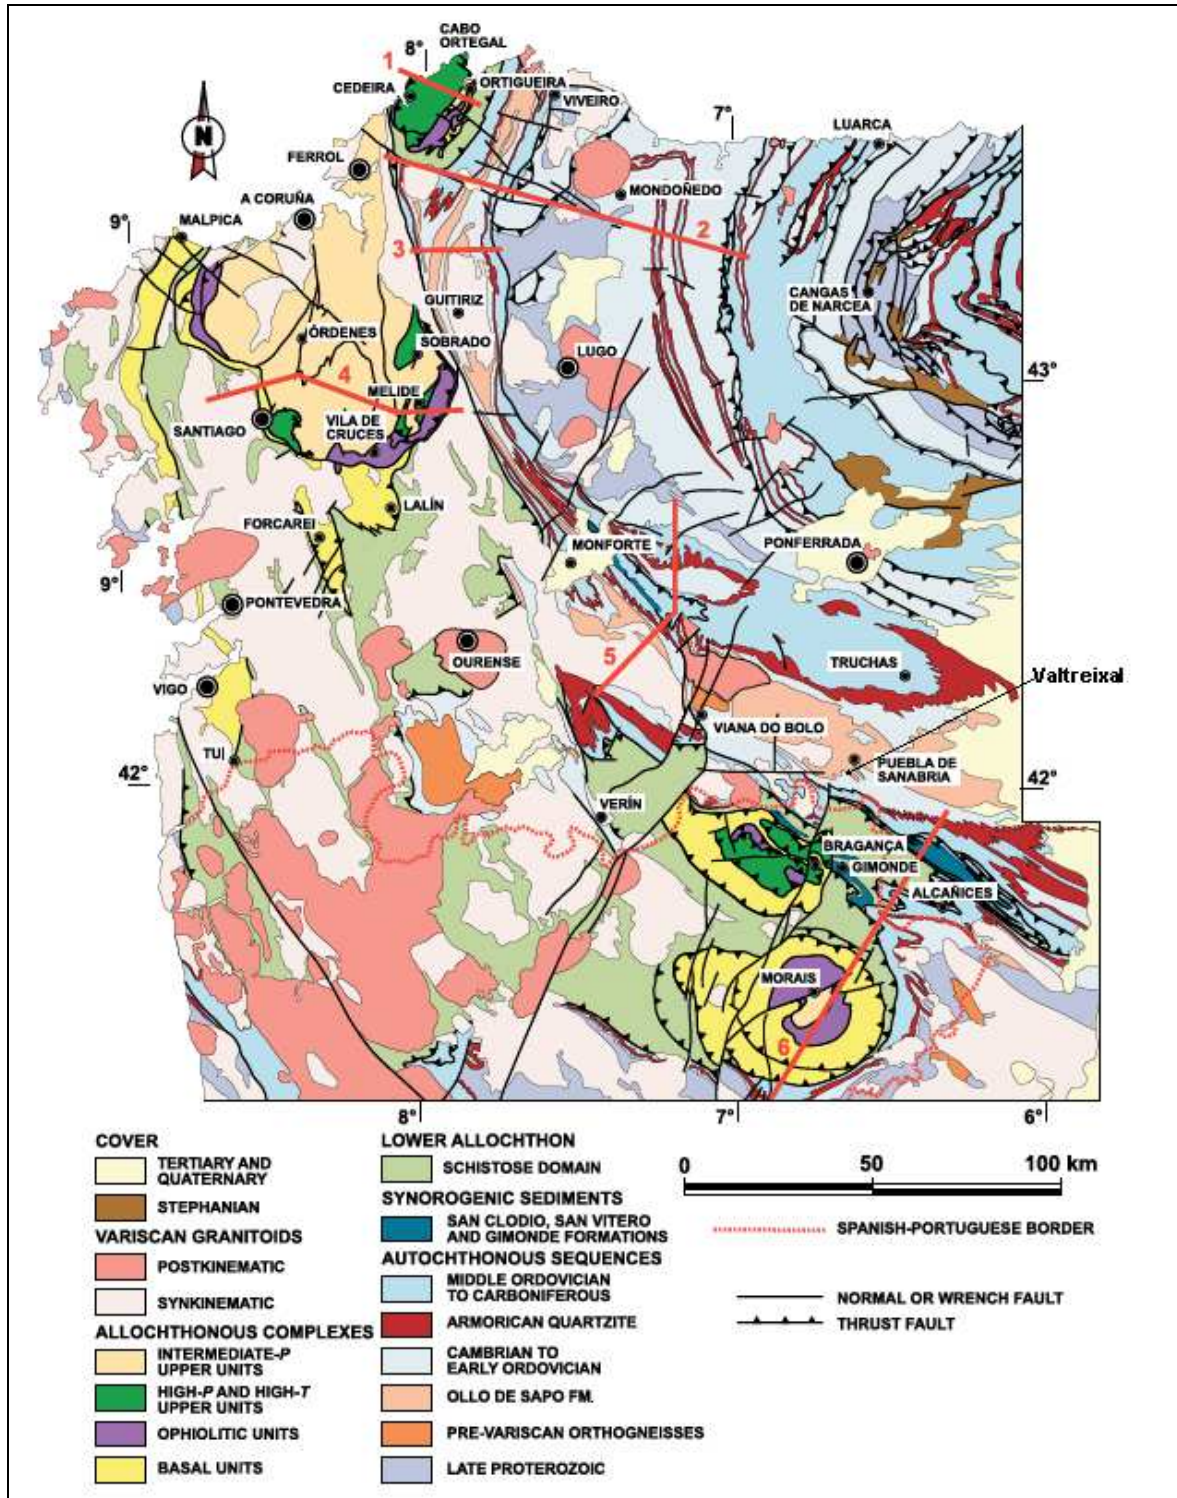 CABO
ORTEGAL
8°
1
CEDEIRA
ORTIGUEIRA
VIVEIRO
7°
LUARCA
N
FERROL
MONDOÑEDO
A CORUÑA
9°
MALPICA
2
3
CANGAS
DE NARCEA
GUITIRIZ
ÓRDENES
SOBRADO
LUGO
43°
4
MELIDE
SANTIAGO
VILA DE
CRUCES
LALÍN
FORCAREI
MONFORTE
PONFERRADA
9°
PONTEVEDRA
OURENSE
5
TRUCHAS
Valtreixal
VIGO
VIANA DO BOLO
TUI
PUEBLA DE
SANABRIA
42°
42°
VERÍN
BRAGANÇA
GIMONDE
ALCAÑICES
MORAIS
6
8°
7°
6°
COVER
TERTIARY AND
QUATERNARY
STEPHANIAN
VARISCAN GRANITOIDS
POSTKINEMATIC
SYNKINEMATIC
ALLOCHTHONOUS COMPLEXES
INTERMEDIATE-P
UPPER UNITS
HIGH-P AND HIGH-T
UPPER UNITS
OPHIOLITIC UNITS
BASAL UNITS
LOWER ALLOCHTHON
SCHISTOSE DOMAIN
SYNOROGENIC SEDIMENTS
SAN CLODIO, SAN VITERO
AND GIMONDE FORMATIONS
AUTOCHTHONOUS SEQUENCES
MIDDLE ORDOVICIAN
TO CARBONIFEROUS
ARMORICAN QUARTZITE
CAMBRIAN TO
EARLY ORDOVICIAN
OLLO DE SAPO FM.
PRE-VARISCAN ORTHOGNEISSES
LATE PROTEROZOIC
0 50 100 km
SPANISH-PORTUGUESE BORDER
NORMAL OR WRENCH FAULT
THRUST FAULT